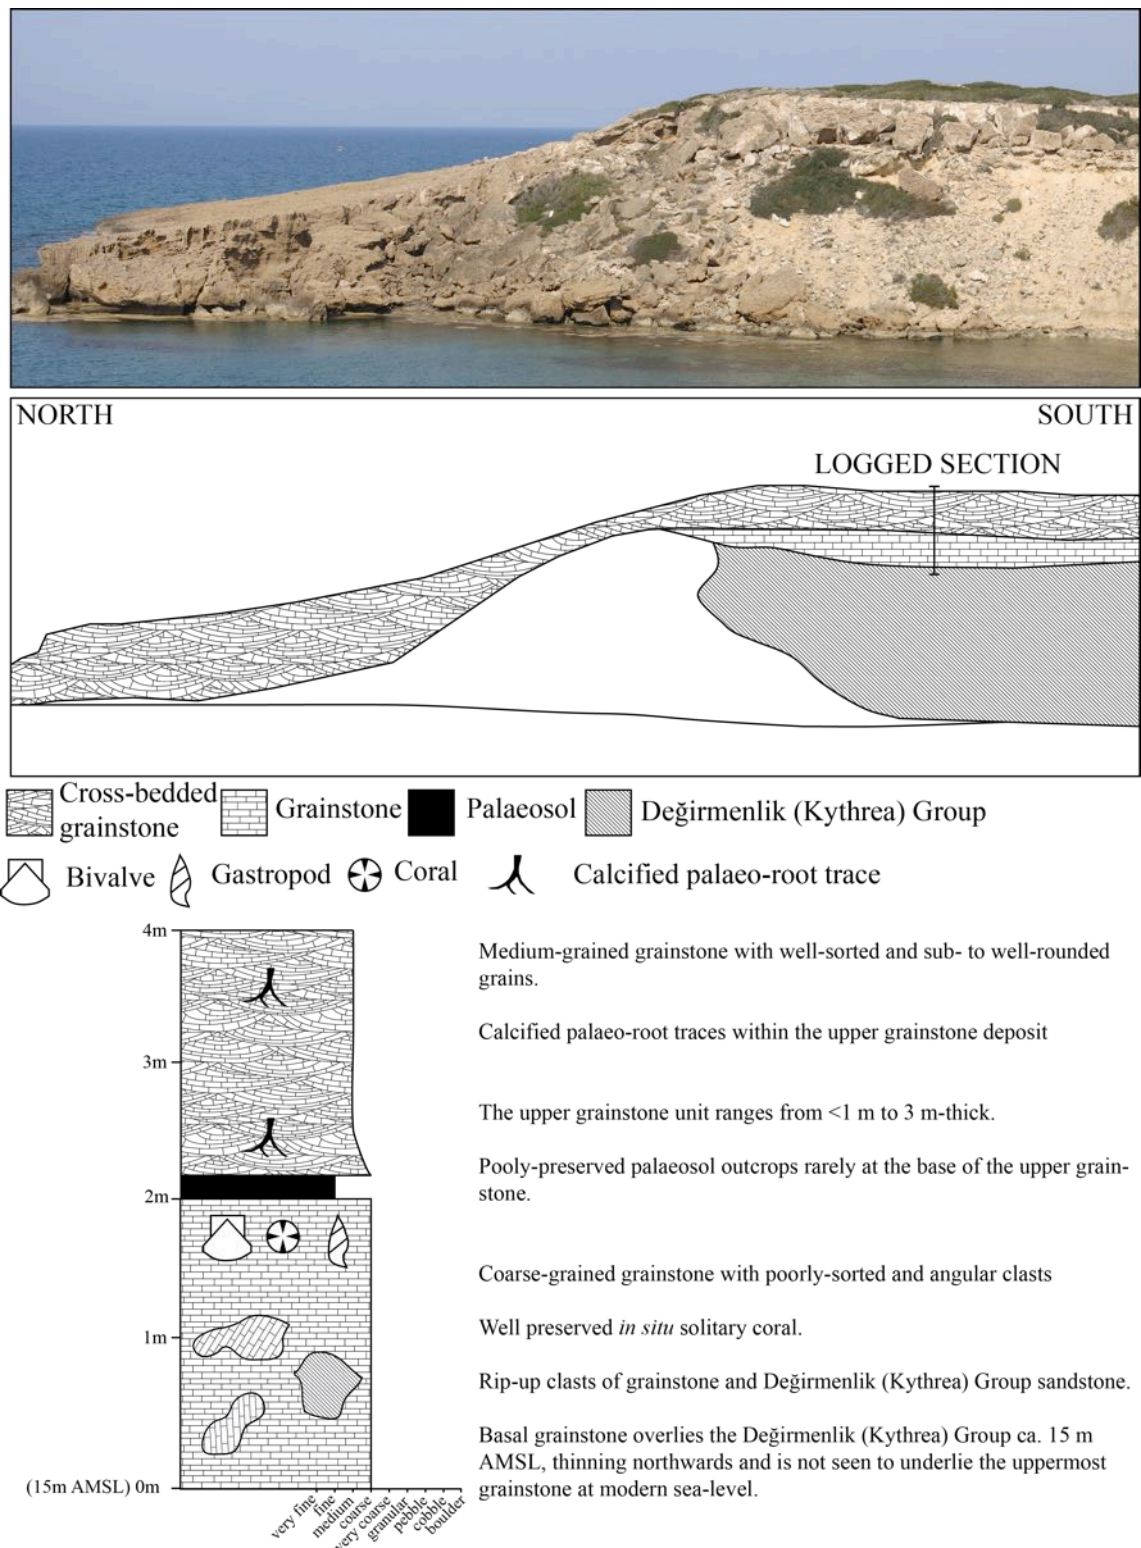 NORTH
SOUTH
LOGGED SECTION
Cross-bedded
grainstone
Grainstone
Palaeosol
Değirmenlik (Kythrea) Group
Bivalve
Gastropod
Coral
Calcified palaeo-root trace
4m
Medium-grained grainstone with well-sorted and sub- to well-rounded
grains.
Calcified palaeo-root traces within the upper grainstone deposit
3m
The upper grainstone unit ranges from <1 m to 3 m-thick.
Pooly-preserved palaeosol outcrops rarely at the base of the upper grain-
stone.
2m
Coarse-grained grainstone with poorly-sorted and angular clasts
Well preserved in situ solitary coral.
1m
Rip-up clasts of grainstone and Değirmenlik (Kythrea) Group sandstone.
Basal grainstone overlies the Değirmenlik (Kythrea) Group ca. 15 m
AMSL, thinning northwards and is not seen to underlie the uppermost
grainstone at modern sea-level.
(15m AMSL) 0m
very fine
fine
medium
coarse
very coarse
granular
pebble
cobble
boulder